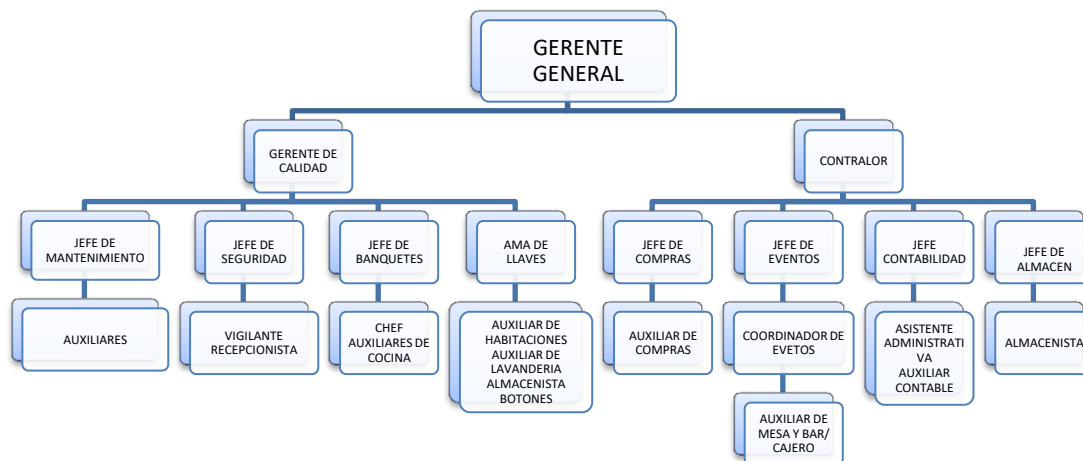 GERENTE
GENERAL
GERENTE DE
CALIDAD
CONTRALOR
JEFE DE
MANTENIMIENTO
JEFE DE
SEGURIDAD
JEFE DE
BANQUETES
AMA DE
LLAVES
JEFE DE
COMPRAS
JEFE DE
EVENTOS
JEFE
CONTABILIDAD
JEFE DE
ALMACEN
AUXILIARES
VIGILANTE
RECEPCIONISTA
CHEF
AUXILIARES DE
COCINA
AUXILIAR DE
HABITACIONES
AUXILIAR DE
LAVANDERIA
ALMACENISTA
BOTONES
AUXILIAR DE
COMPRAS
COORDINADOR DE
EVETOS
ASISTENTE
ADMINISTRATI
VA
AUXILIAR
CONTABLE
ALMACENISTA
AUXILIAR DE
MESA Y BAR/
CAJERO